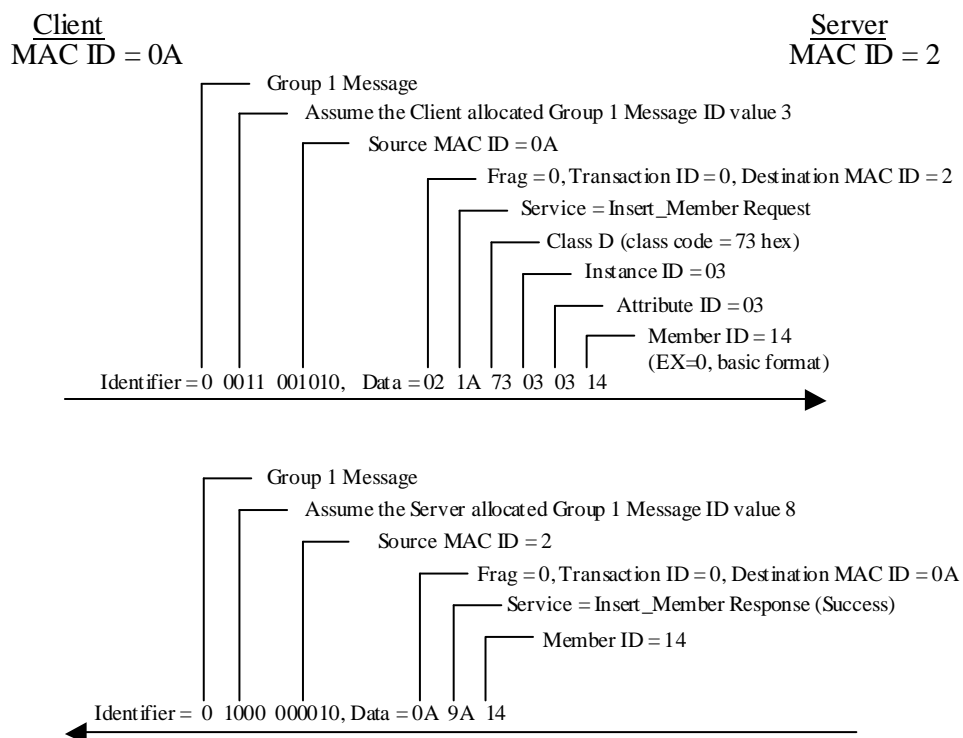 Client
MAC ID = 0A
Server
MAC ID = 2
Group 1 Message
Assume the Client allocated Group 1 Message ID value 3
Source MAC ID = 0A
Frag = 0, Transaction ID = 0, Destination MAC ID = 2
Service = Insert_Member Request
Class D (class code = 73 hex)
Instance ID = 03
Attribute ID = 03
Member ID = 14
(EX=0, basic format)
Identifier = 0 0011 001010, Data = 02 1A 73 03 03 14
Group 1 Message
Assume the Server allocated Group 1 Message ID value 8
Source MAC ID = 2
Frag = 0, Transaction ID = 0, Destination MAC ID = 0A
Service = Insert_Member Response (Success)
Member ID = 14
Identifier = 0 1000 000010, Data = 0A 9A 14